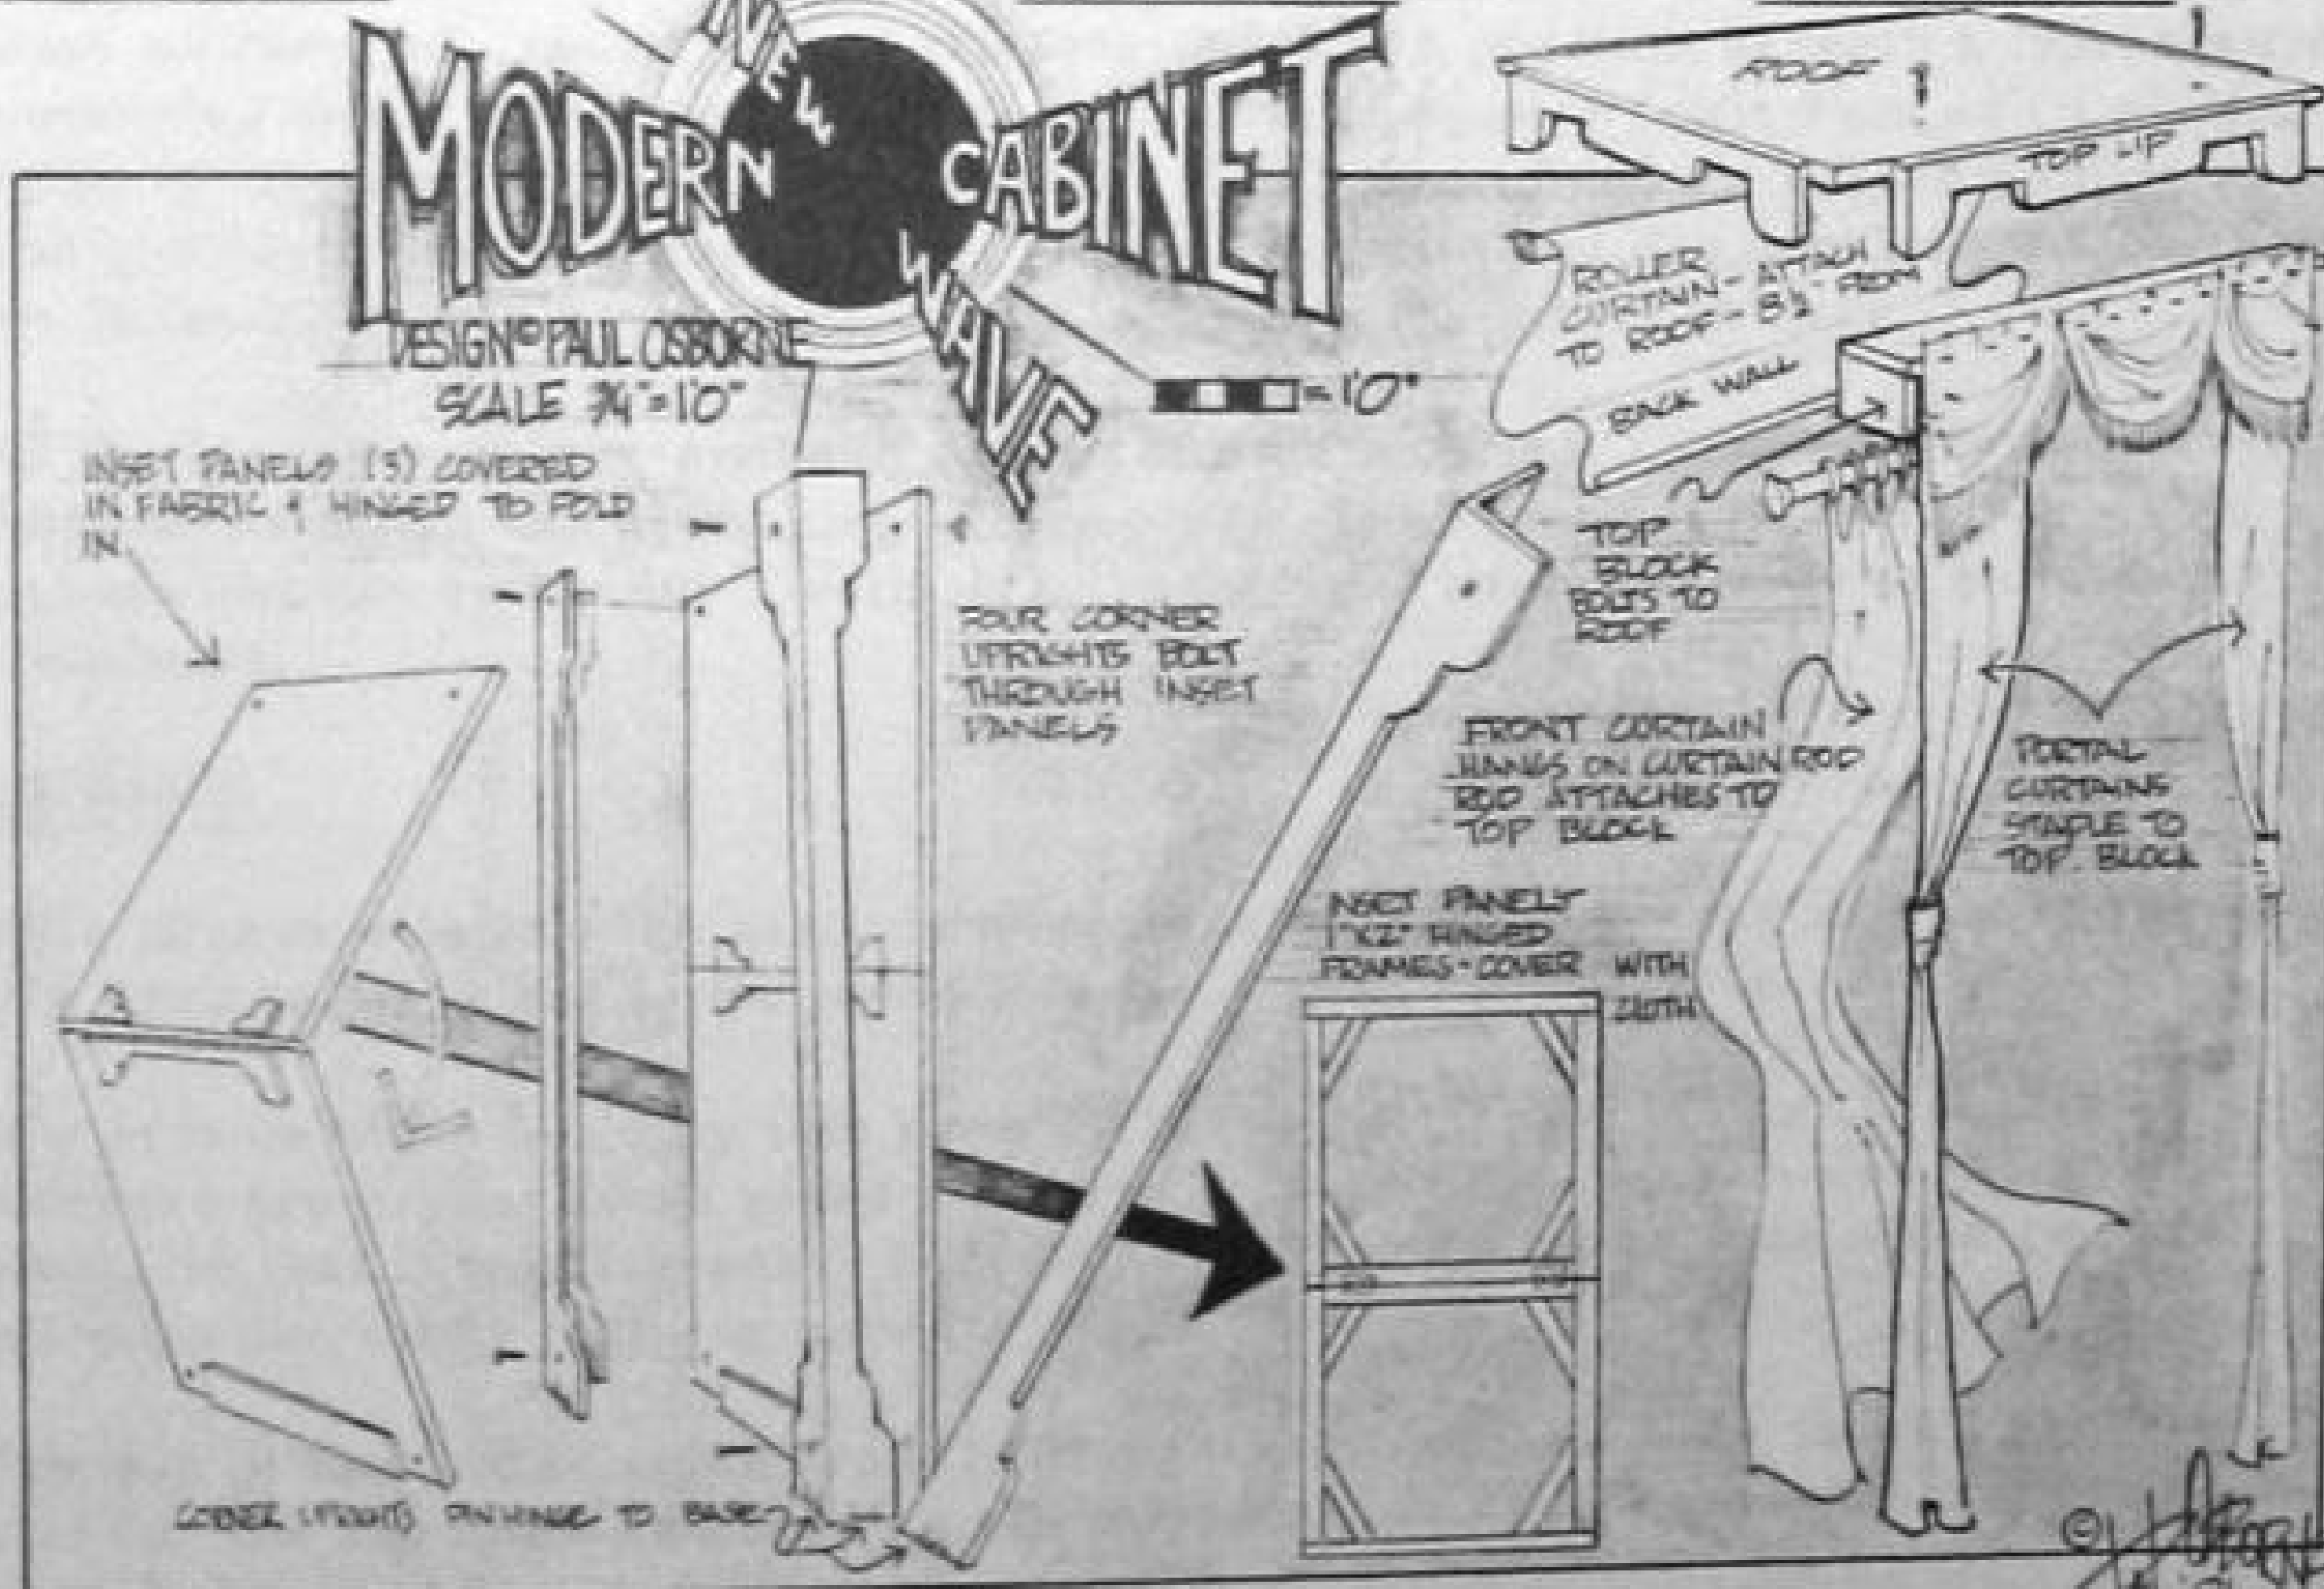 NEW
MODERN CABINET
WAVE
DESIGN © PAUL OSBORNE
SCALE 3/4"=1'0"
= 1'0"
ROOF
TOP LIP
ROLLER
CURTAIN - ATTACH
TO ROOF - 8½" FROM
BACK WALL
INSET PANELS (3) COVERED
IN FABRIC & HINGED TO FOLD
IN
FOUR CORNER
UPRIGHTS BOLT
THROUGH INSET
PANELS
TOP
BLOCK
BOLTS TO
ROOF
FRONT CURTAIN
HANGS ON CURTAIN ROD
ROD ATTACHES TO
TOP BLOCK
PORTAL
CURTAINS
STAPLE TO
TOP BLOCK
INSET PANELS
1"X2" HINGED
FRAMES - COVER WITH
CLOTH
CORNER UPRIGHTS PIN HINGE TO BASE
©